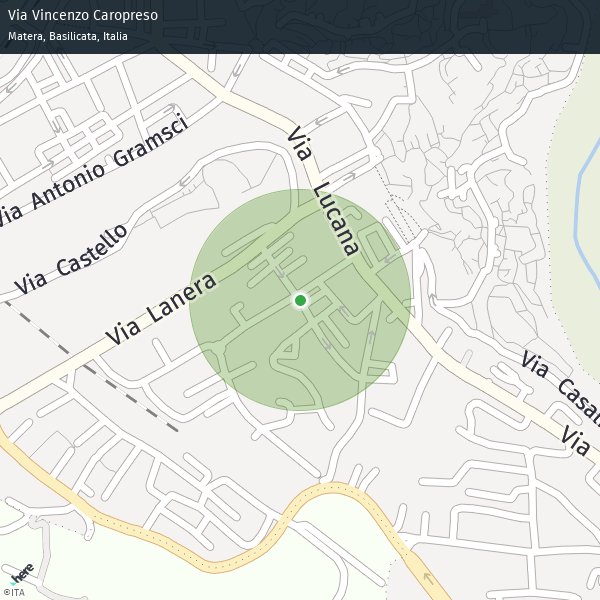 Via Vincenzo Caropreso
Matera, Basilicata, Italia
Via Lucana
Via Antonio Gramsci
Via Castello
Via Lanera
Via
Via
here
©ITA